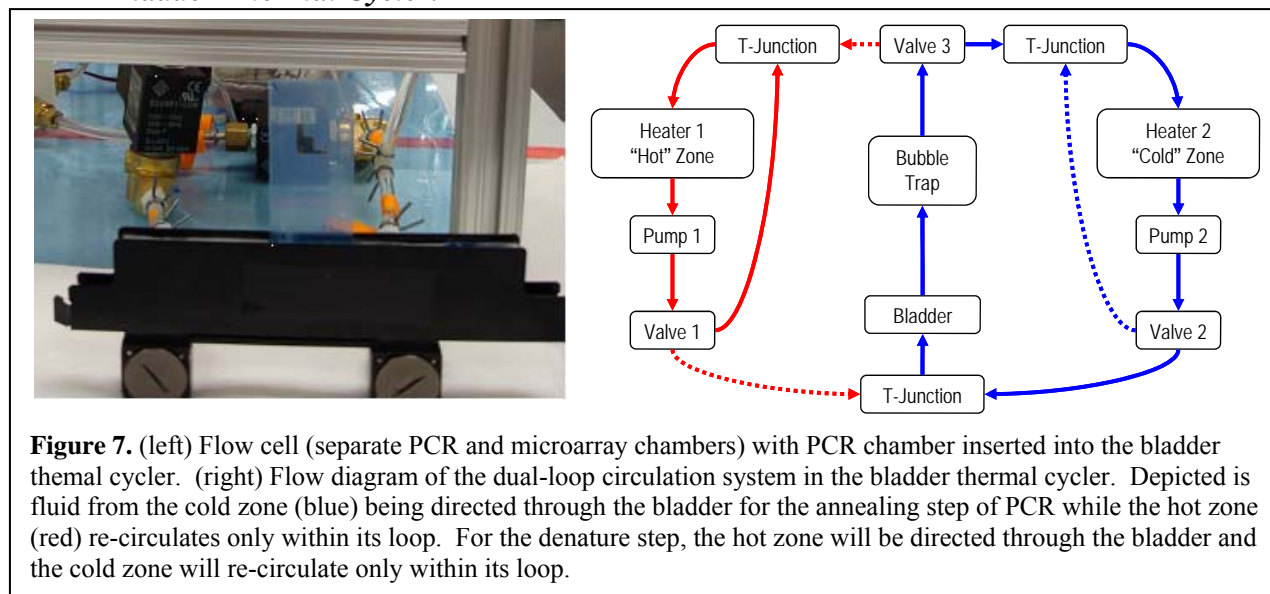 T-Junction
Valve 3
T-Junction
Heater 1
“Hot” Zone
Bubble
Trap
Heater 2
“Cold” Zone
Pump 1
Pump 2
Valve 1
Bladder
Valve 2
T-Junction
Figure 7. (left) Flow cell (separate PCR and microarray chambers) with PCR chamber inserted into the bladder
themal cycler. (right) Flow diagram of the dual-loop circulation system in the bladder thermal cycler. Depicted is
fluid from the cold zone (blue) being directed through the bladder for the annealing step of PCR while the hot zone
(red) re-circulates only within its loop. For the denature step, the hot zone will be directed through the bladder and
the cold zone will re-circulate only within its loop.